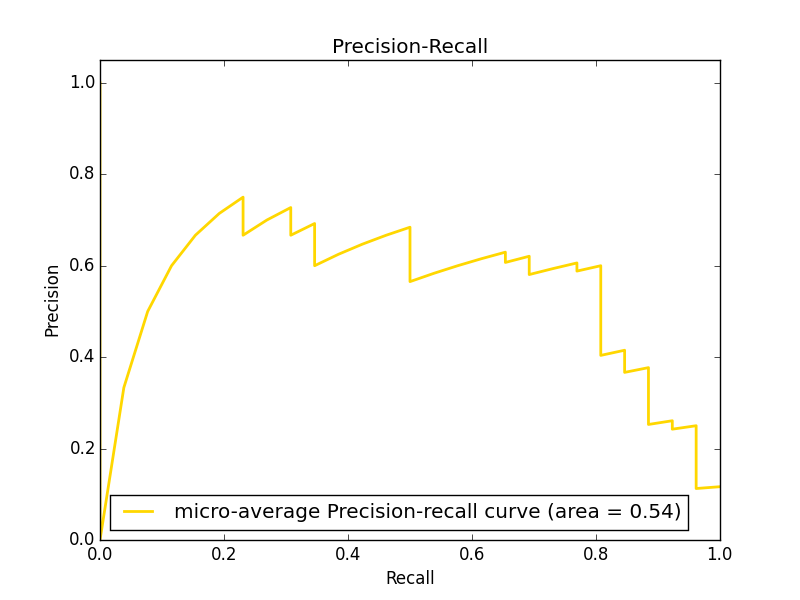 Precision-Recall
1.0
0.8
0.6
0.4
0.2
0.0
Precision
micro-average Precision-recall curve (area = 0.54)
0.0 0.2 0.4 0.6 0.8 1.0
Recall